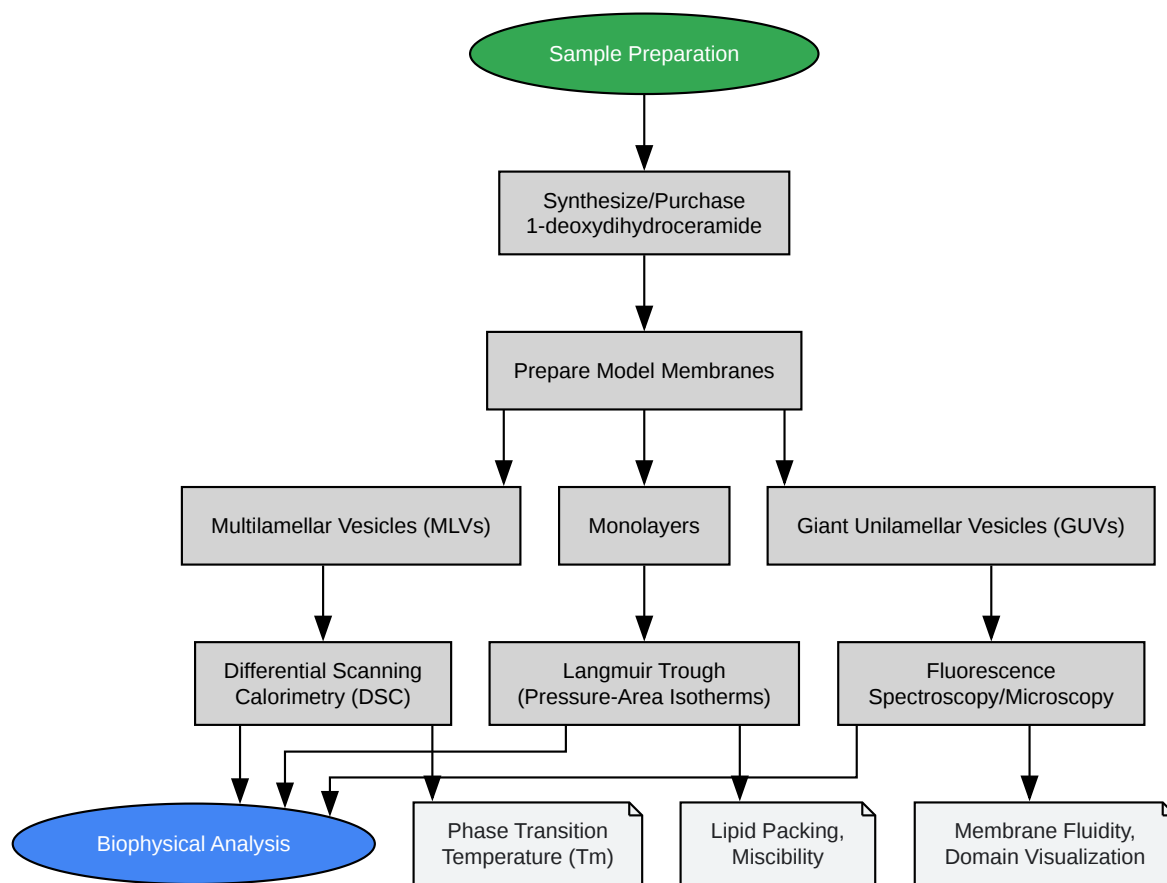 Sample Preparation
Synthesize/Purchase
1-deoxydihydroceramide
Prepare Model Membranes
Multilamellar Vesicles (MLVs)
Monolayers
Giant Unilamellar Vesicles (GUVs)
Differential Scanning
Calorimetry (DSC)
Langmuir Trough
(Pressure-Area Isotherms)
Fluorescence
Spectroscopy/Microscopy
Biophysical Analysis
Phase Transition
Temperature (Tm)
Lipid Packing,
Miscibility
Membrane Fluidity,
Domain Visualization